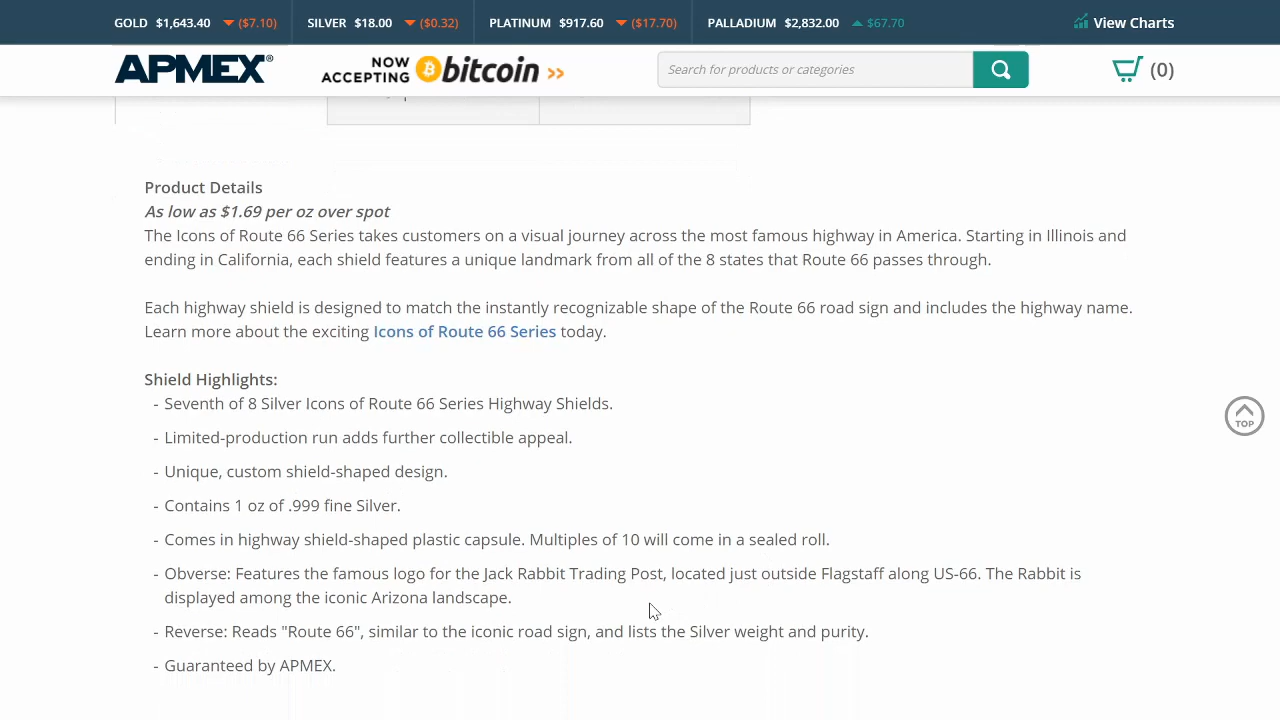 GOLD $1,643.40 ($7.10) SILVER $18.00 ($0.32) PLATINUM $917.60 ($17.70) PALLADIUM $2,832.00 $67.70 View Charts
APMEX® NOW ACCEPTING bitcoin >> Search for products or categories (0)
Product Details
As low as $1.69 per oz over spot
The Icons of Route 66 Series takes customers on a visual journey across the most famous highway in America. Starting in Illinois and
ending in California, each shield features a unique landmark from all of the 8 states that Route 66 passes through.
Each highway shield is designed to match the instantly recognizable shape of the Route 66 road sign and includes the highway name.
Learn more about the exciting Icons of Route 66 Series today.
Shield Highlights:
- Seventh of 8 Silver Icons of Route 66 Series Highway Shields.
- Limited-production run adds further collectible appeal.
TOP
- Unique, custom shield-shaped design.
- Contains 1 oz of .999 fine Silver.
- Comes in highway shield-shaped plastic capsule. Multiples of 10 will come in a sealed roll.
- Obverse: Features the famous logo for the Jack Rabbit Trading Post, located just outside Flagstaff along US-66. The Rabbit is
displayed among the iconic Arizona landscape.
- Reverse: Reads "Route 66", similar to the iconic road sign, and lists the Silver weight and purity.
- Guaranteed by APMEX.